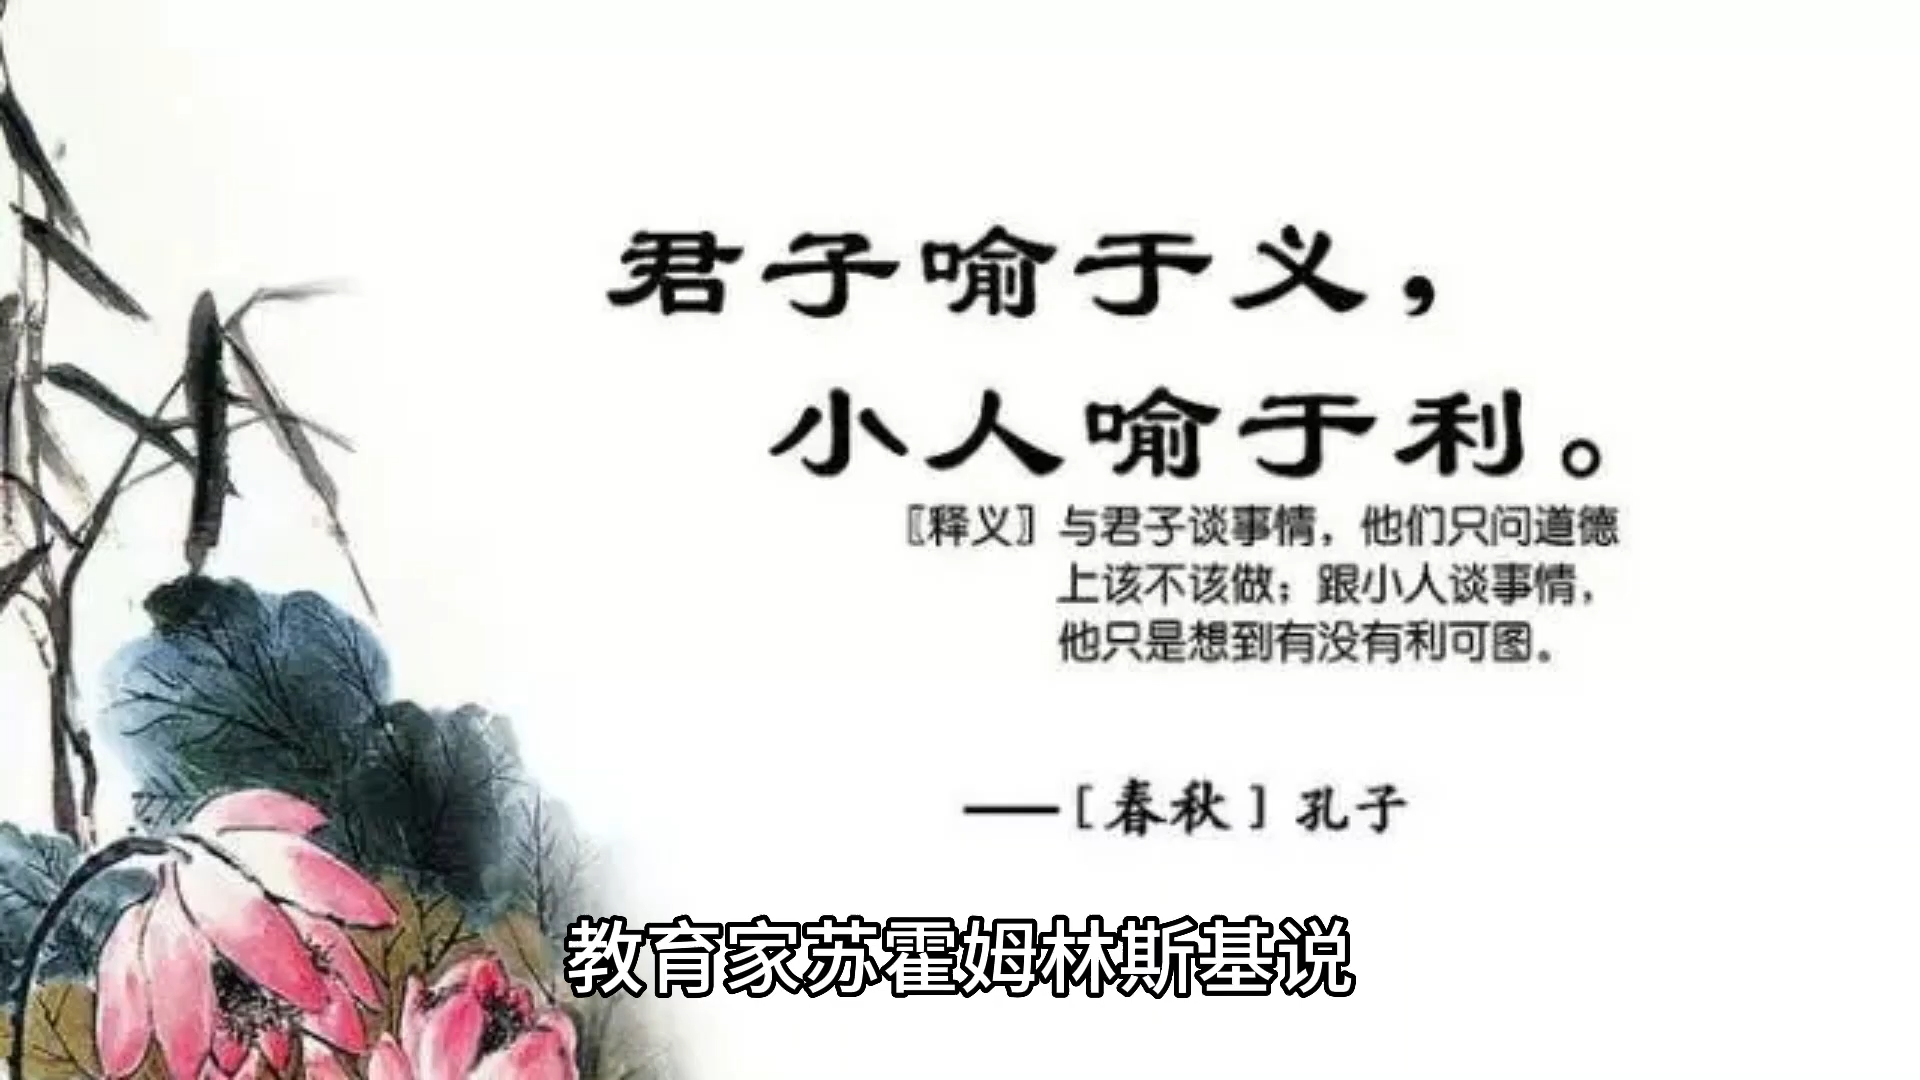 君子喻于义，
小人喻于利。
〖释义〗与君子谈事情，他们只问道德
上该不该做；跟小人谈事情，
他只是想到有没有利可图。
——［春秋］孔子
教育家苏霍姆林斯基说